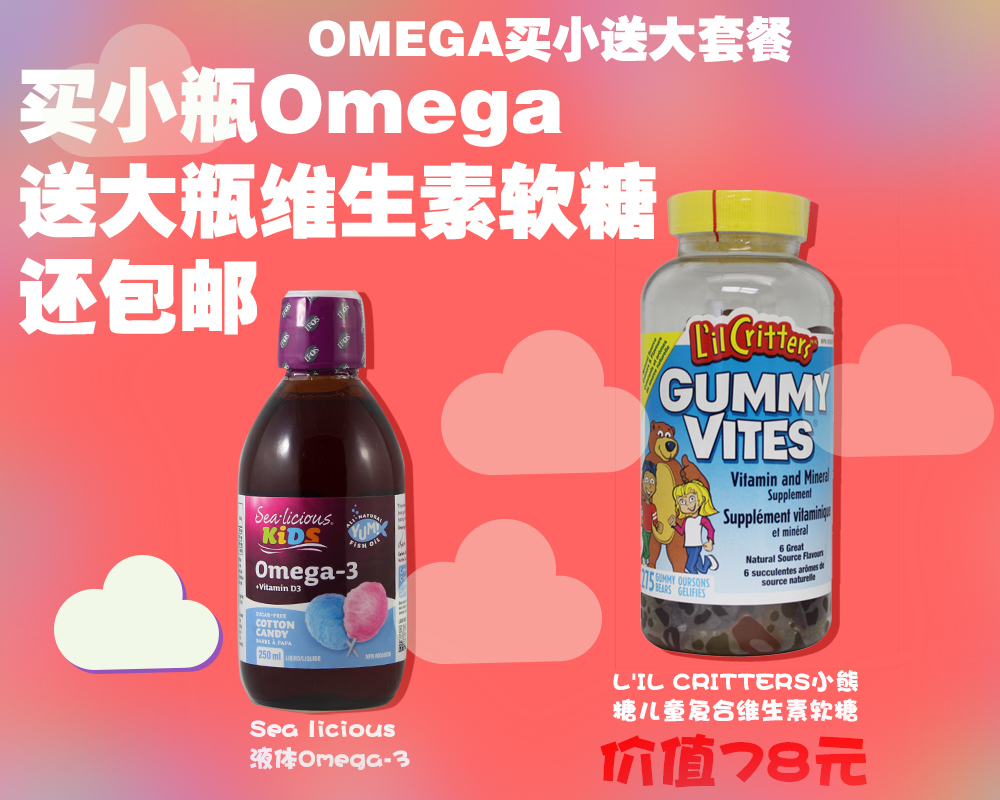 OMEGA买小送大套餐
买小瓶Omega
送大瓶维生素软糖
还包邮
IFOS
Sea-licious
KiDS
ALL NATURAL
YUM!
FISH OIL
Omega-3
+Vitamin D3
SUGAR-FREE
COTTON
CANDY
BARBE À PAPA
250 ml LIQUID/LIQUIDE
L'il Critters
GUMMY
VITES
Vitamin and Mineral
Supplement
Supplément vitaminique
et minéral
6 Great
Natural Source Flavours
6 succulentes arômes de
source naturelle
275 GUMMY BEARS OURSONS GÉLIFIÉS
Sea licious
液体Omega-3
L'IL CRITTERS小熊
糖儿童复合维生素软糖
价值78元